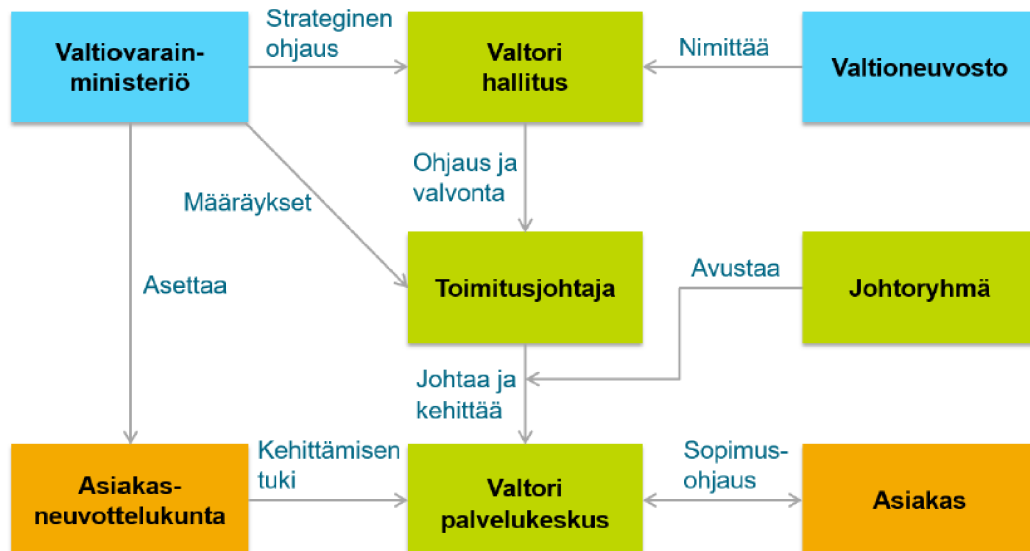 Valtiovarain-
ministeriö
Strateginen
ohjaus
Valtori
hallitus
Nimittää
Valtioneuvosto
Ohjaus ja
valvonta
Määräykset
Asettaa
Toimitusjohtaja
Avustaa
Johtoryhmä
Johtaa ja
kehittää
Asiakas-
neuvottelukunta
Kehittämisen
tuki
Valtori
palvelukeskus
Sopimus-
ohjaus
Asiakas